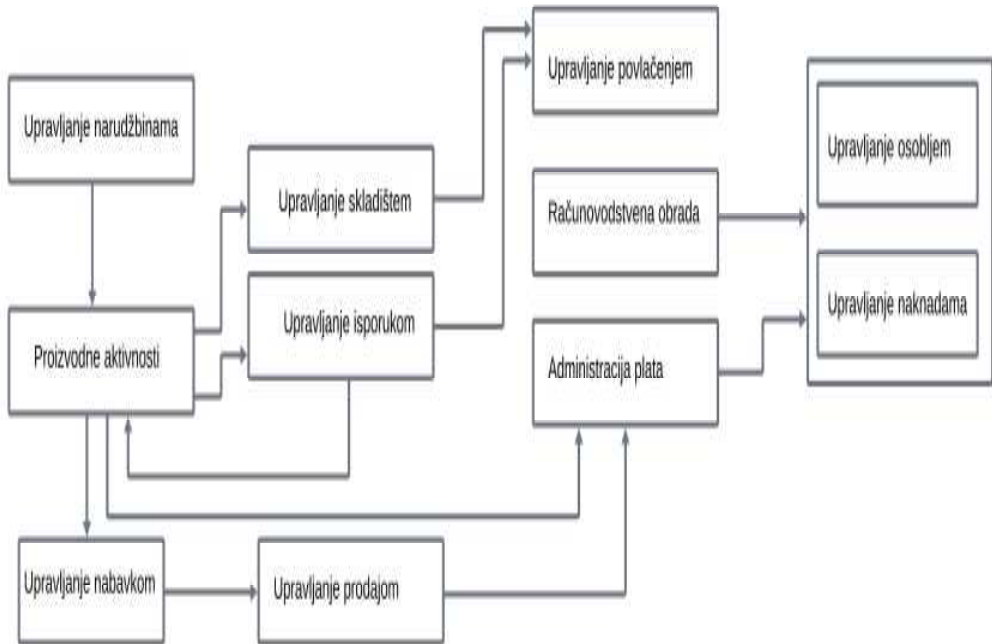 Upravljanje narudžbinama
Proizvodne aktivnosti
Upravljanje nabavkom
Upravljanje skladištem
Upravljanje isporukom
Upravljanje prodajom
Upravljanje povlačenjem
Računovodstvena obrada
Administracija plata
Upravljanje osobljem
Upravljanje naknadama